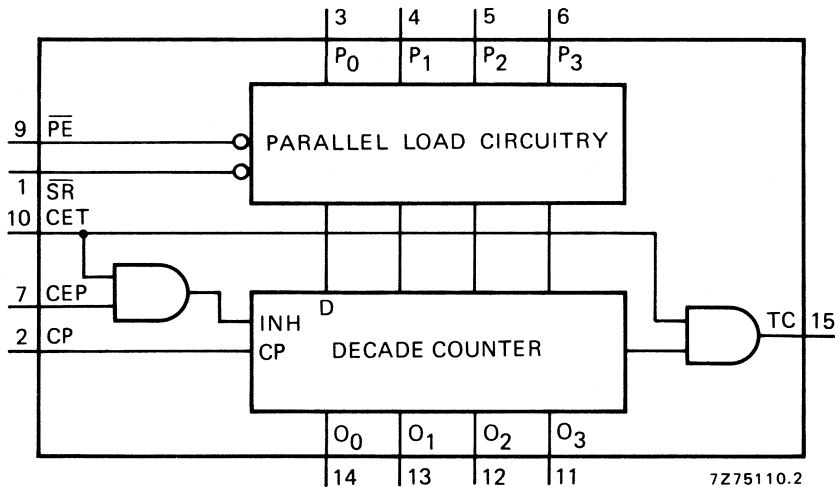 3 4 5 6
P0 P1 P2 P3
9 PE
PARALLEL LOAD CIRCUITRY
1 SR
10 CET
7 CEP
D
INH
TC 15
2 CP
CP
DECADE COUNTER
O0 O1 O2 O3
14 13 12 11
7Z75110.2